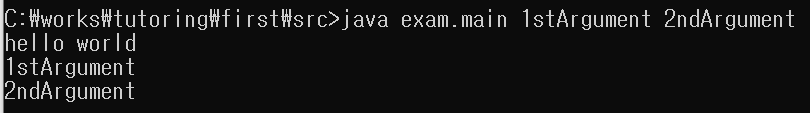 C:₩works₩tutoring₩first₩src>java exam.main 1stArgument 2ndArgument
hello world
1stArgument
2ndArgument